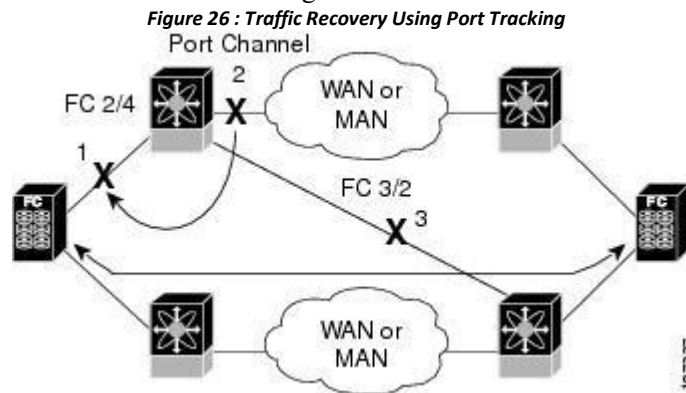 Figure 26 : Traffic Recovery Using Port Tracking
Port Channel
2
WAN or
MAN
FC 2/4
1
FC
FC 3/2
3
FC
WAN or
MAN